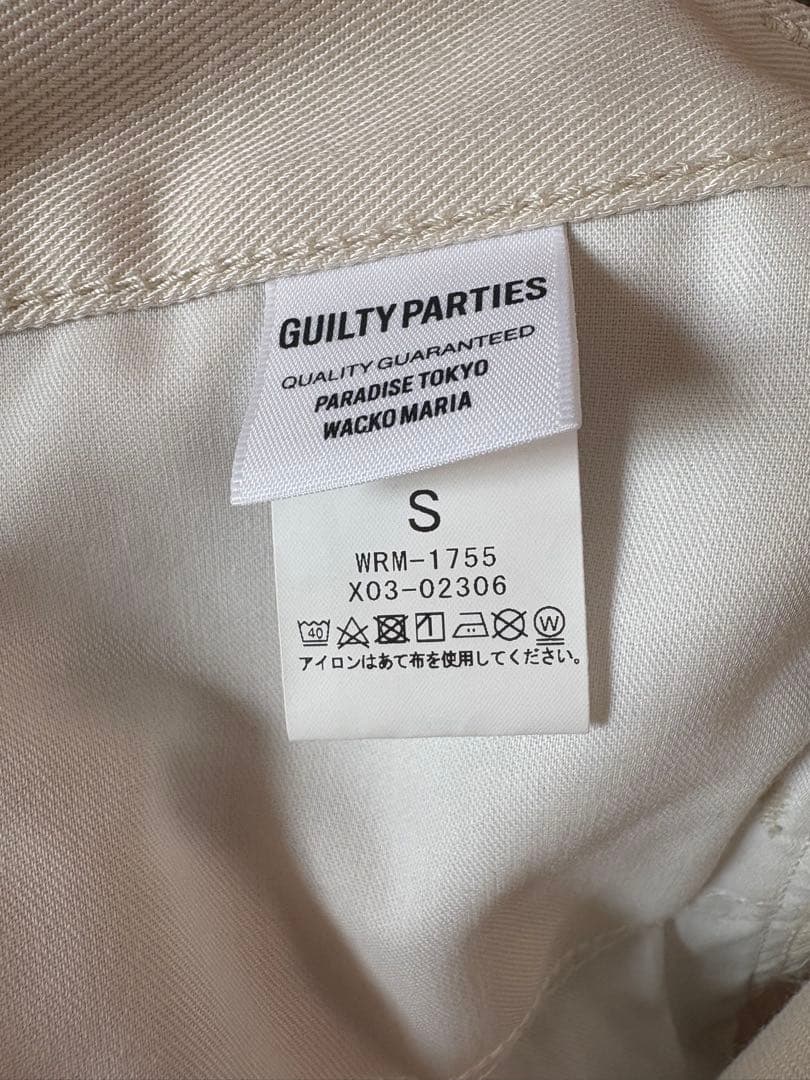 GUILTY PARTIES
QUALITY GUARANTEED
PARADISE TOKYO
WACKO MARIA
S
WRM-1755
X03-02306
40 W
アイロンはあて布を使用してください。